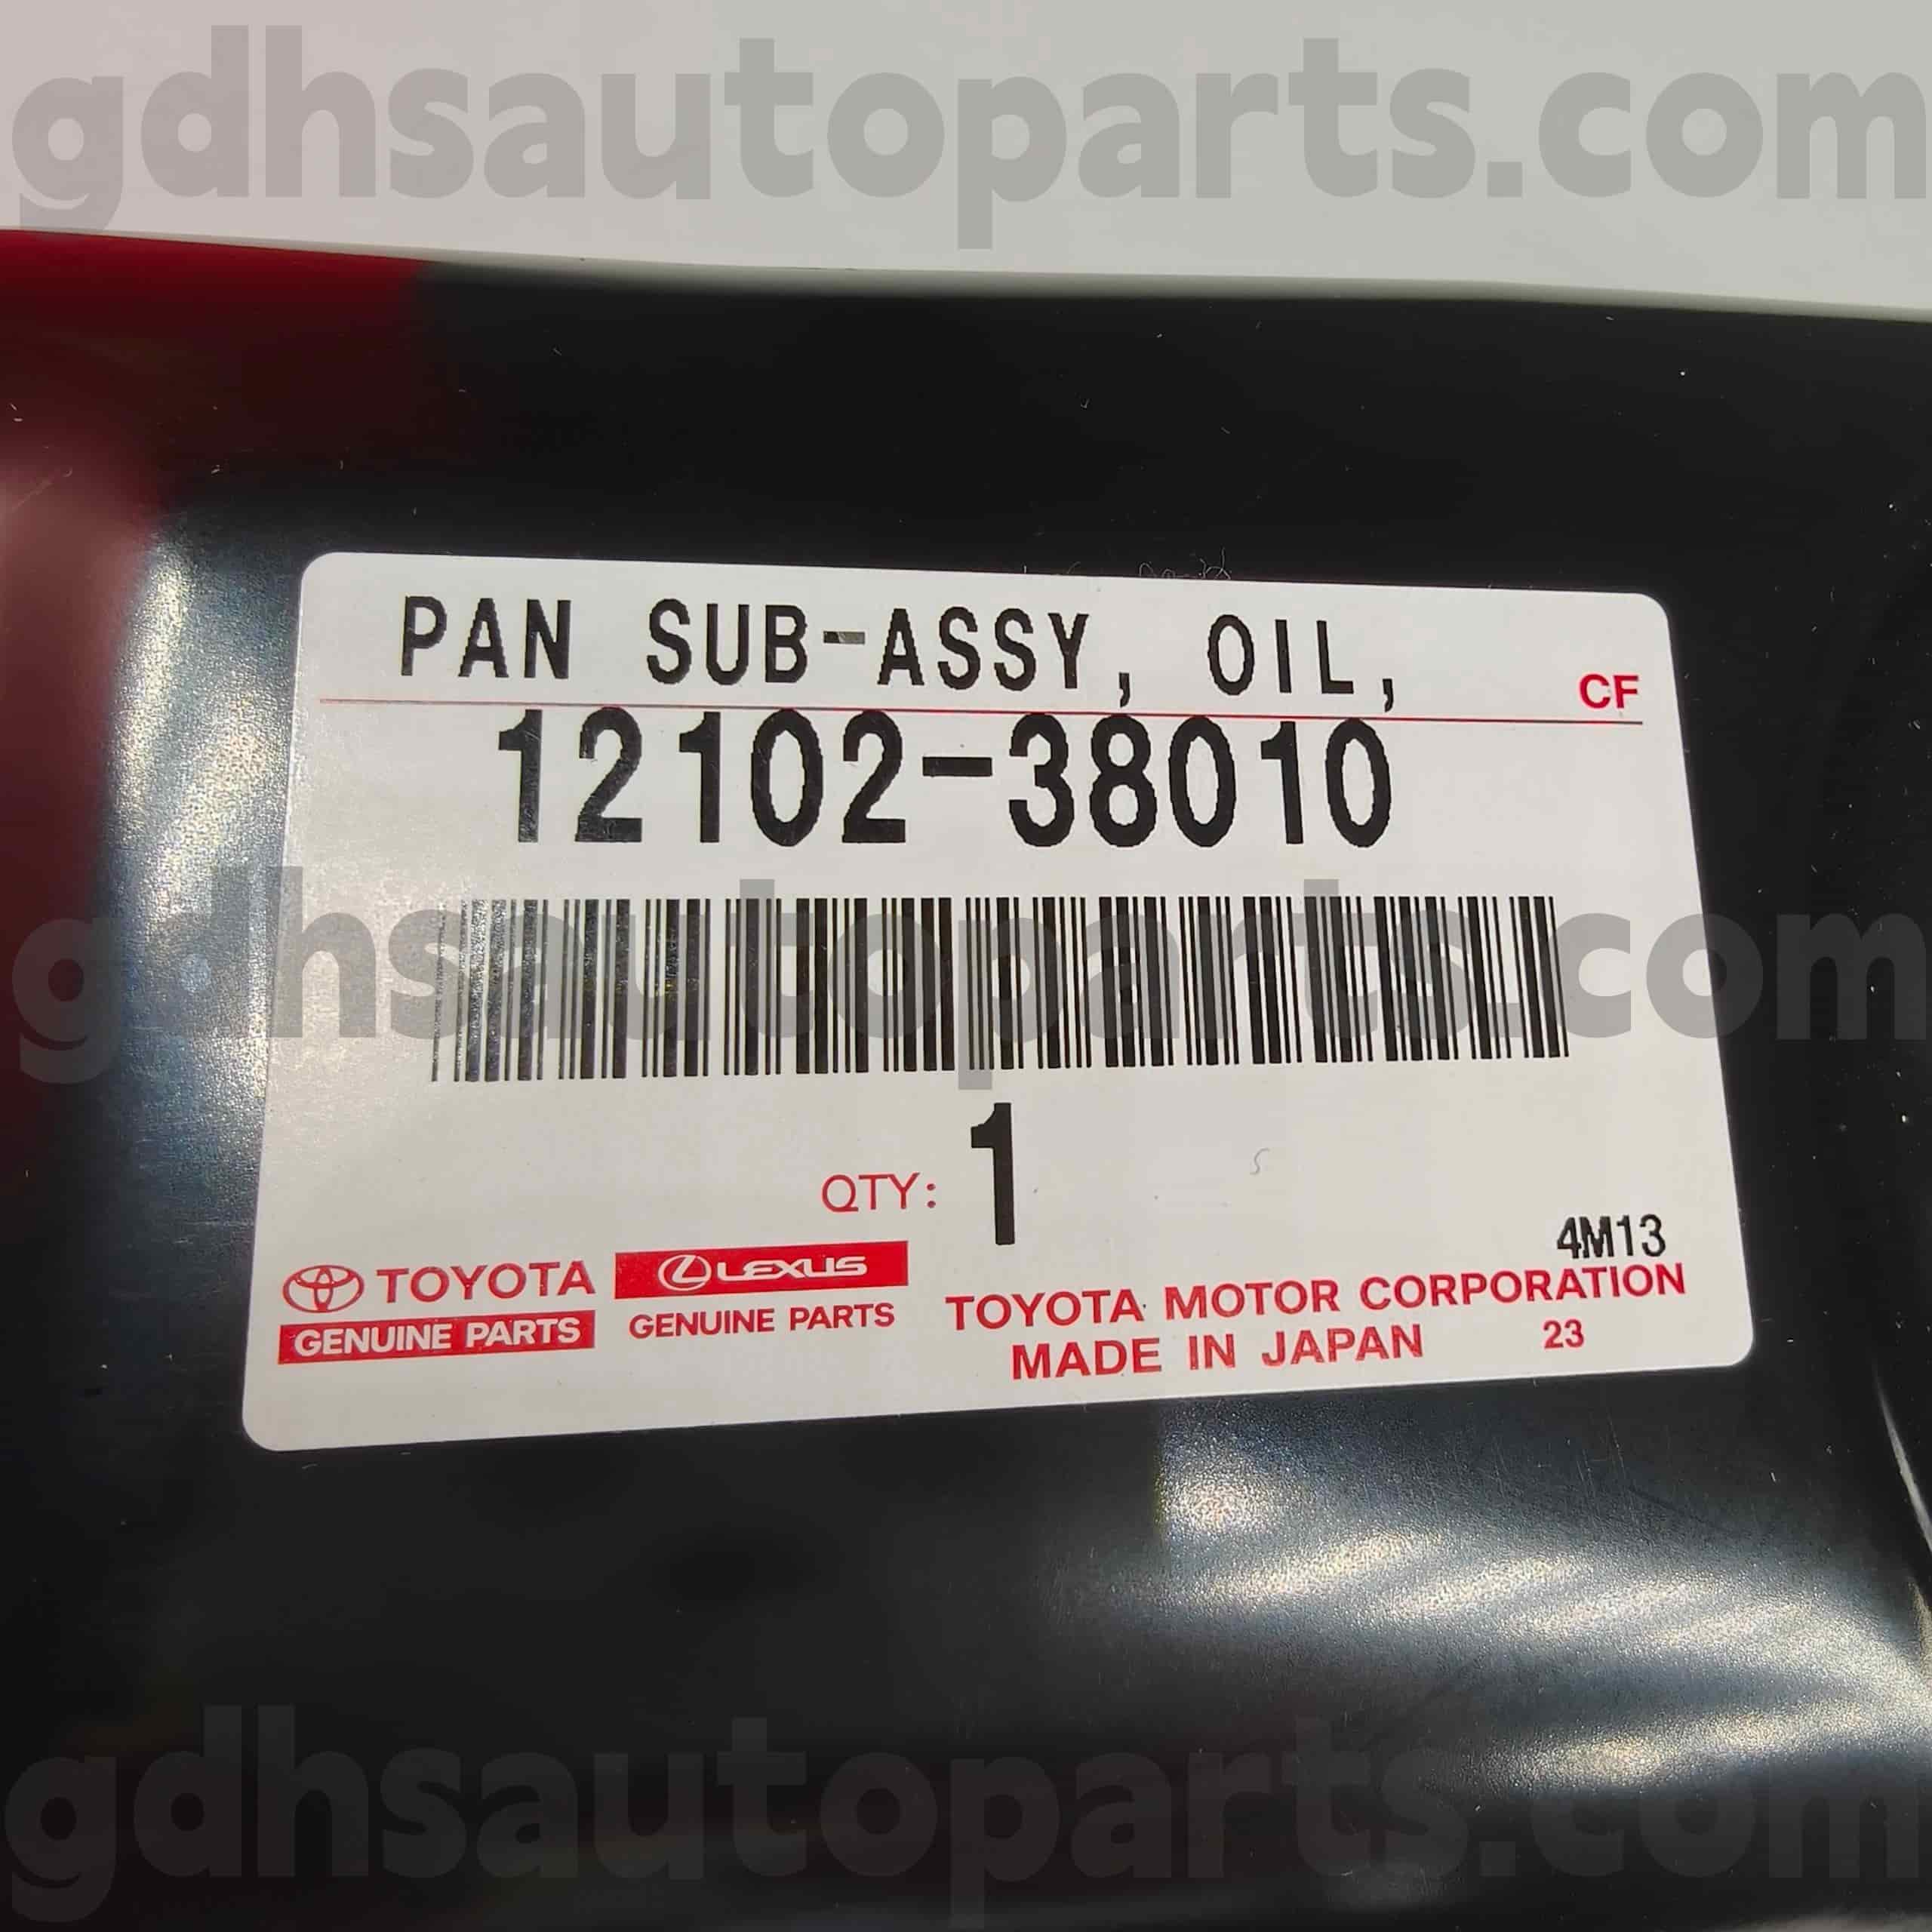 gdhsautoparts.com
PAN SUB-ASSY, OIL,
CF
12102-38010
gdhsautoparts.com
QTY: 1
4M13
TOYOTA LEXUS
GENUINE PARTS GENUINE PARTS
TOYOTA MOTOR CORPORATION
MADE IN JAPAN 23
gdhsautoparts.com